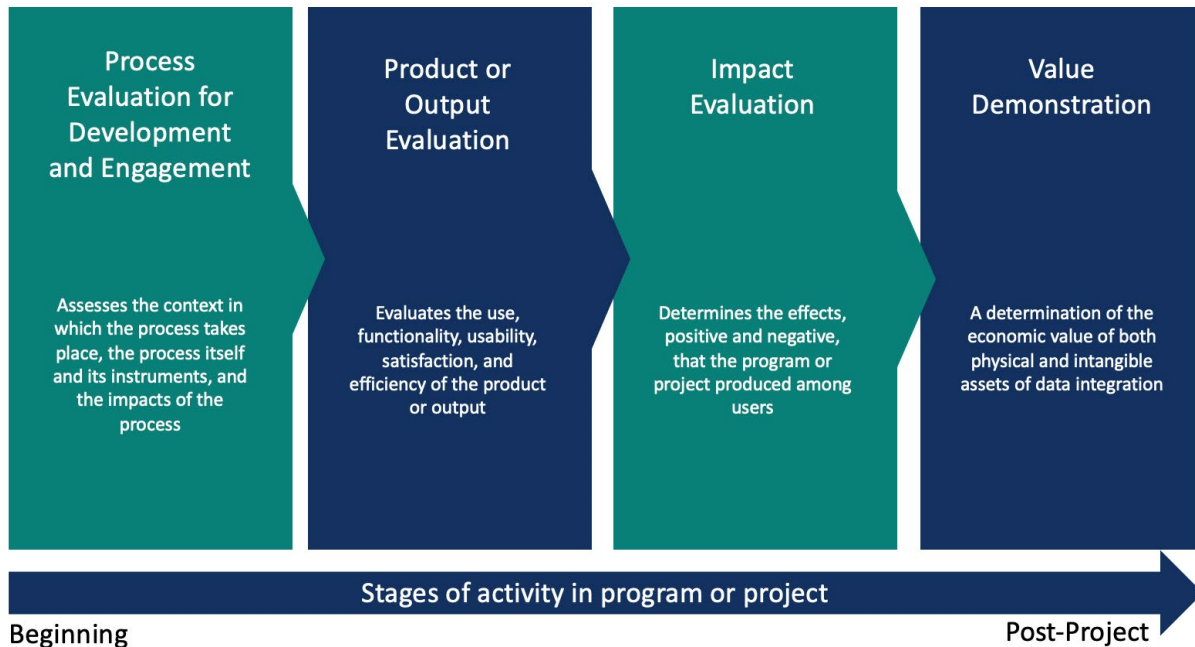 Process
Evaluation for
Development
and Engagement
Assesses the context in
which the process takes
place, the process itself
and its instruments, and
the impacts of the
process
Product or
Output
Evaluation
Evaluates the use,
functionality, usability,
satisfaction, and
efficiency of the product
or output
Impact
Evaluation
Determines the effects,
positive and negative,
that the program or
project produced among
users
Value
Demonstration
A determination of the
economic value of both
physical and intangible
assets of data integration
Stages of activity in program or project
Beginning
Post-Project